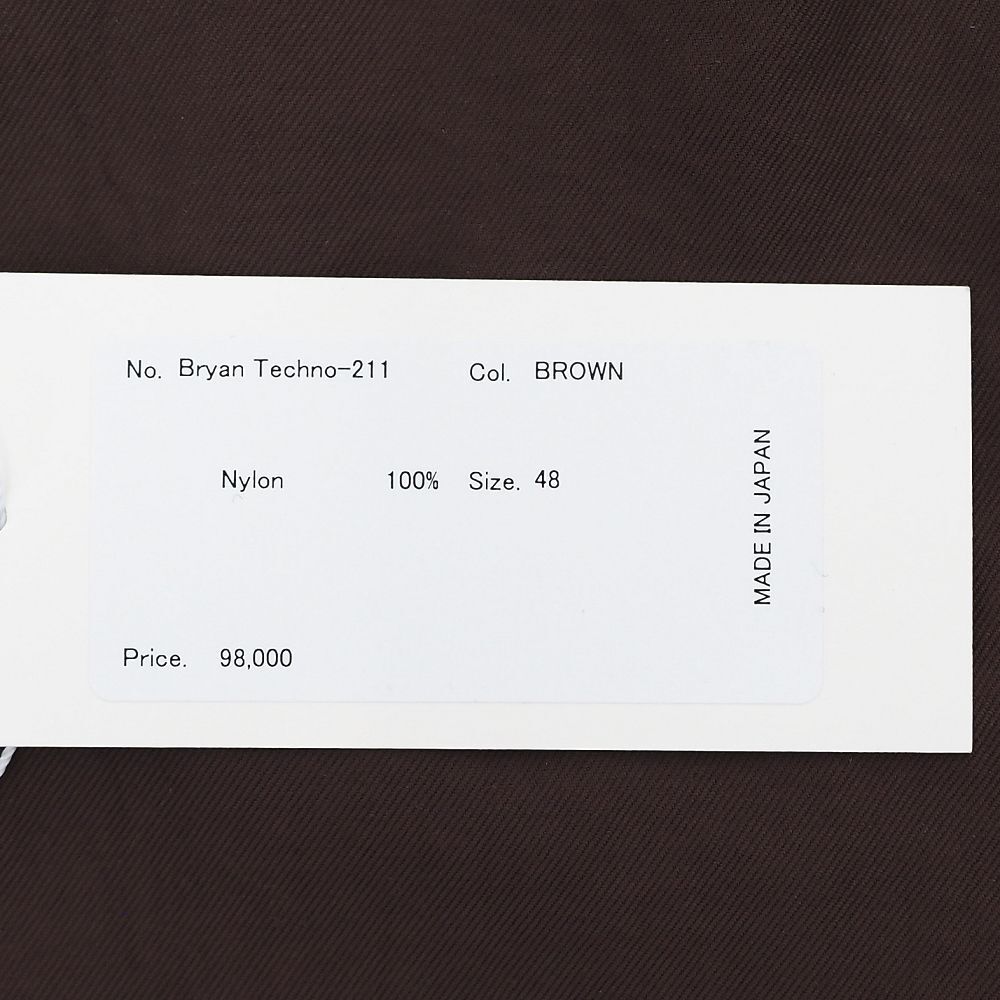 No. Bryan Techno-211 Col. BROWN
Nylon 100% Size. 48
MADE IN JAPAN
Price. 98,000